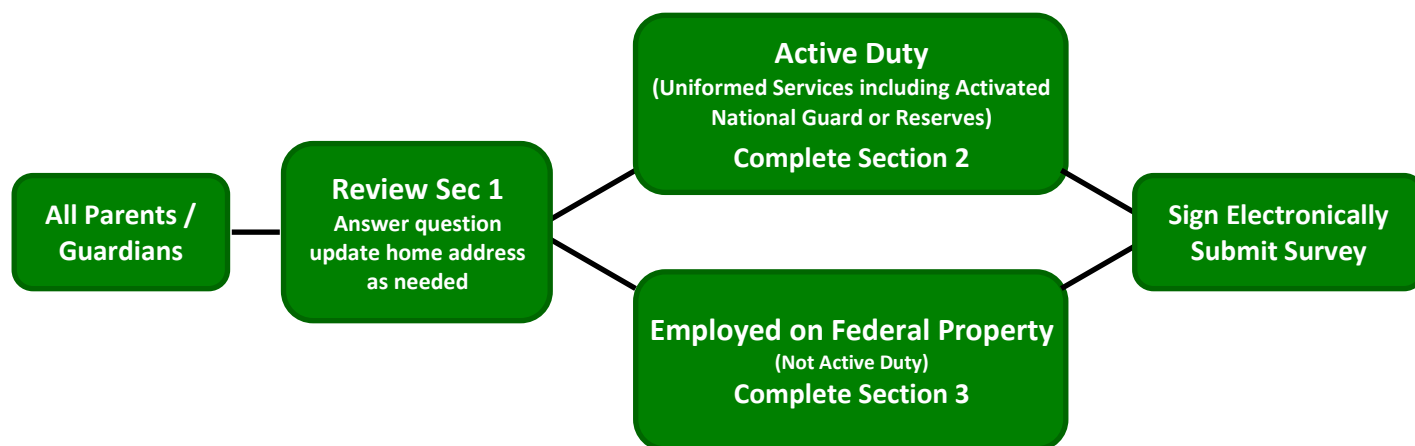 All Parents /
Guardians
Review Sec 1
Answer question
update home address
as needed
Active Duty
(Uniformed Services including Activated
National Guard or Reserves)
Complete Section 2
Employed on Federal Property
(Not Active Duty)
Complete Section 3
Sign Electronically
Submit Survey